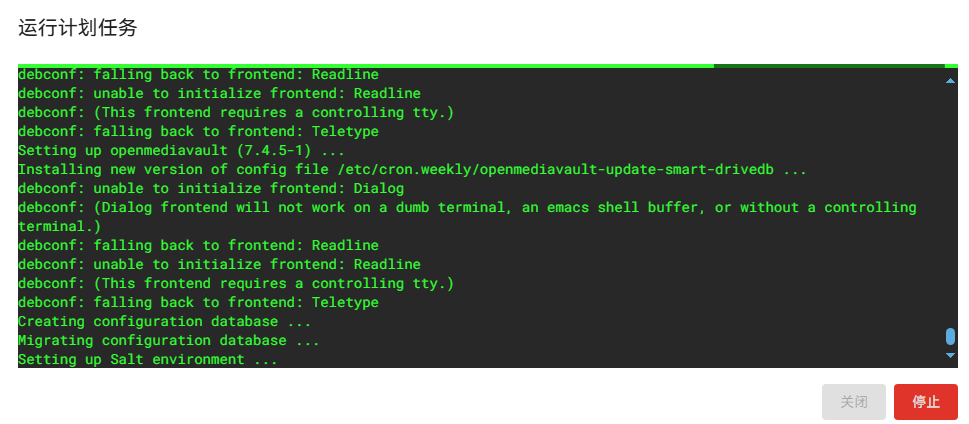 运行计划任务
debconf: falling back to frontend: Readline
debconf: unable to initialize frontend: Readline
debconf: (This frontend requires a controlling tty.)
debconf: falling back to frontend: Teletype
Setting up openmediavault (7.4.5-1) ...
Installing new version of config file /etc/cron.weekly/openmediavault-update-smart-drivedb ...
debconf: unable to initialize frontend: Dialog
debconf: (Dialog frontend will not work on a dumb terminal, an emacs shell buffer, or without a controlling
terminal.)
debconf: falling back to frontend: Readline
debconf: unable to initialize frontend: Readline
debconf: (This frontend requires a controlling tty.)
debconf: falling back to frontend: Teletype
Creating configuration database ...
Migrating configuration database ...
Setting up Salt environment ...
关闭 停止